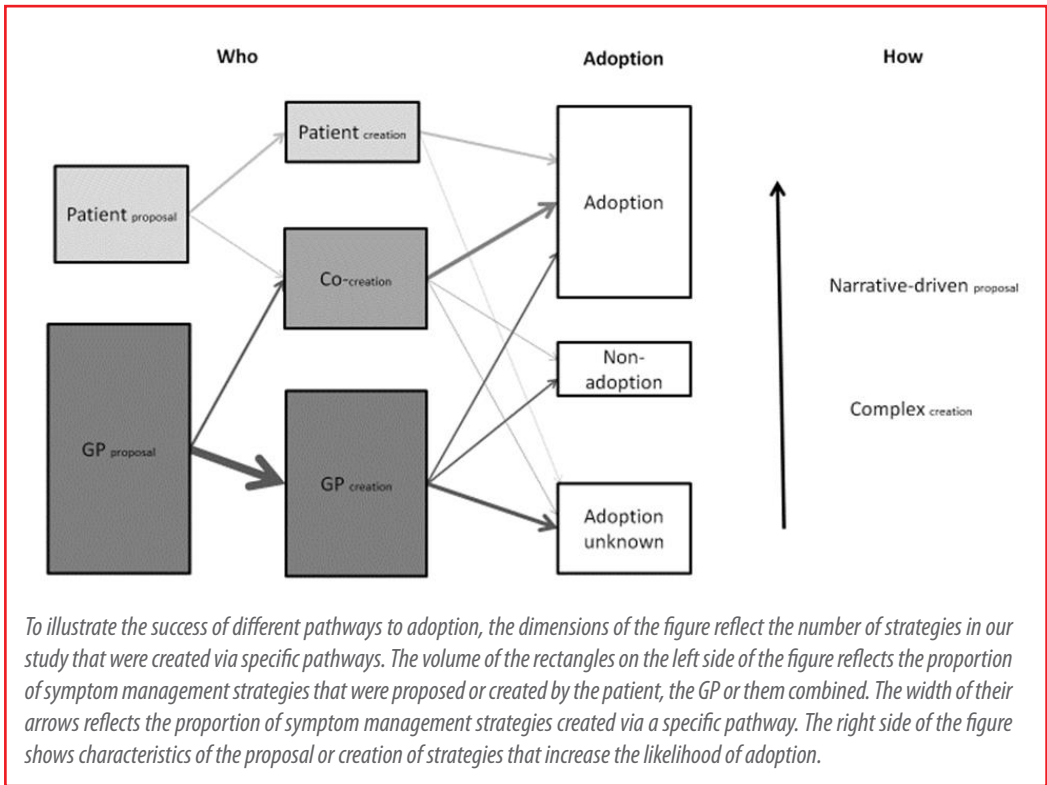 Who
Adoption
How
Patient creation
Patient proposal
Adoption
Co-creation
Narrative-driven proposal
Non-
adoption
Complex creation
GP proposal
GP creation
Adoption
unknown
To illustrate the success of different pathways to adoption, the dimensions of the figure reflect the number of strategies in our
study that were created via specific pathways. The volume of the rectangles on the left side of the figure reflects the proportion
of symptom management strategies that were proposed or created by the patient, the GP or them combined. The width of their
arrows reflects the proportion of symptom management strategies created via a specific pathway. The right side of the figure
shows characteristics of the proposal or creation of strategies that increase the likelihood of adoption.